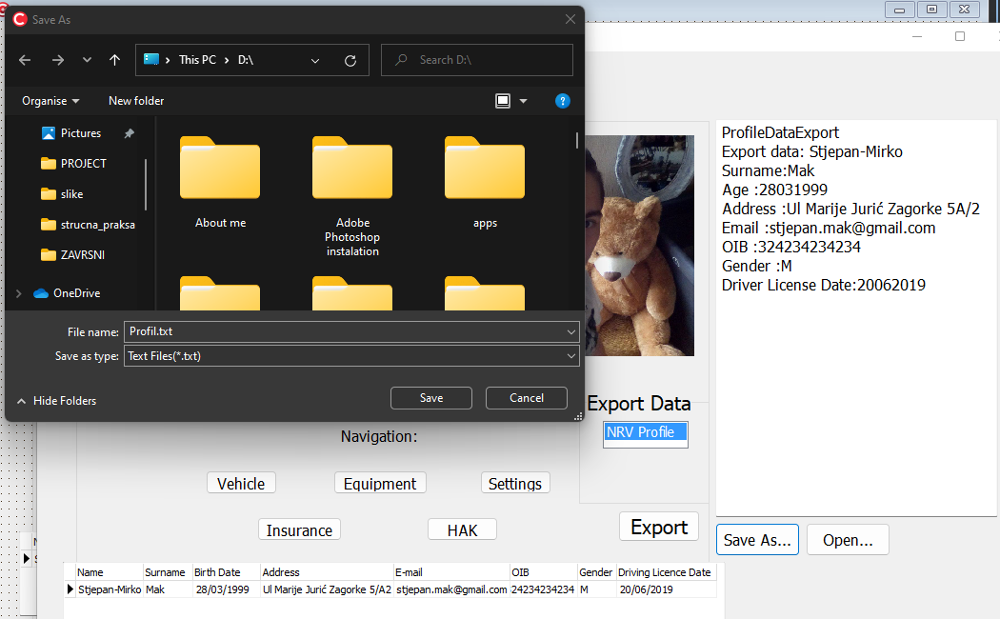 Save As
This PC
D:\
Search D:\
Organise
New folder
?
Pictures
PROJECT
slike
strucna_praksa
ZAVRSNI
OneDrive
About me
Adobe
Photoshop
instalation
apps
File name:
Profil.txt
Save as type:
Text Files(*.txt)
Hide Folders
Save
Cancel
ProfileDataExport
Export data: Stjepan-Mirko
Surname:Mak
Age :28031999
Address :Ul Marije Jurić Zagorke 5A/2
Email :stjepan.mak@gmail.com
OIB :324234234234
Gender :M
Driver License Date:20062019
Export Data
NRV Profile
Navigation:
Vehicle
Equipment
Settings
Insurance
HAK
Export
Save As...
Open...
Name Surname Birth Date Address E-mail OIB Gender Driving Licence Date
Stjepan-Mirko Mak 28/03/1999 Ul Marije Jurić Zagorke 5/A2 stjepan.mak@gmail.com 24234234234 M 20/06/2019